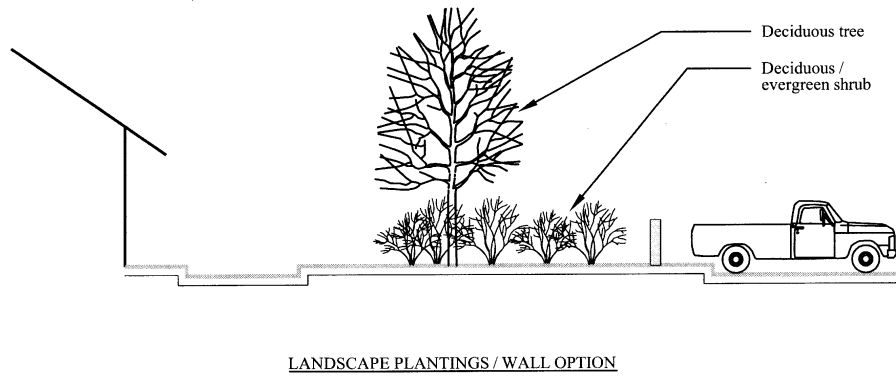 Deciduous tree
Deciduous /
evergreen shrub
LANDSCAPE PLANTINGS / WALL OPTION